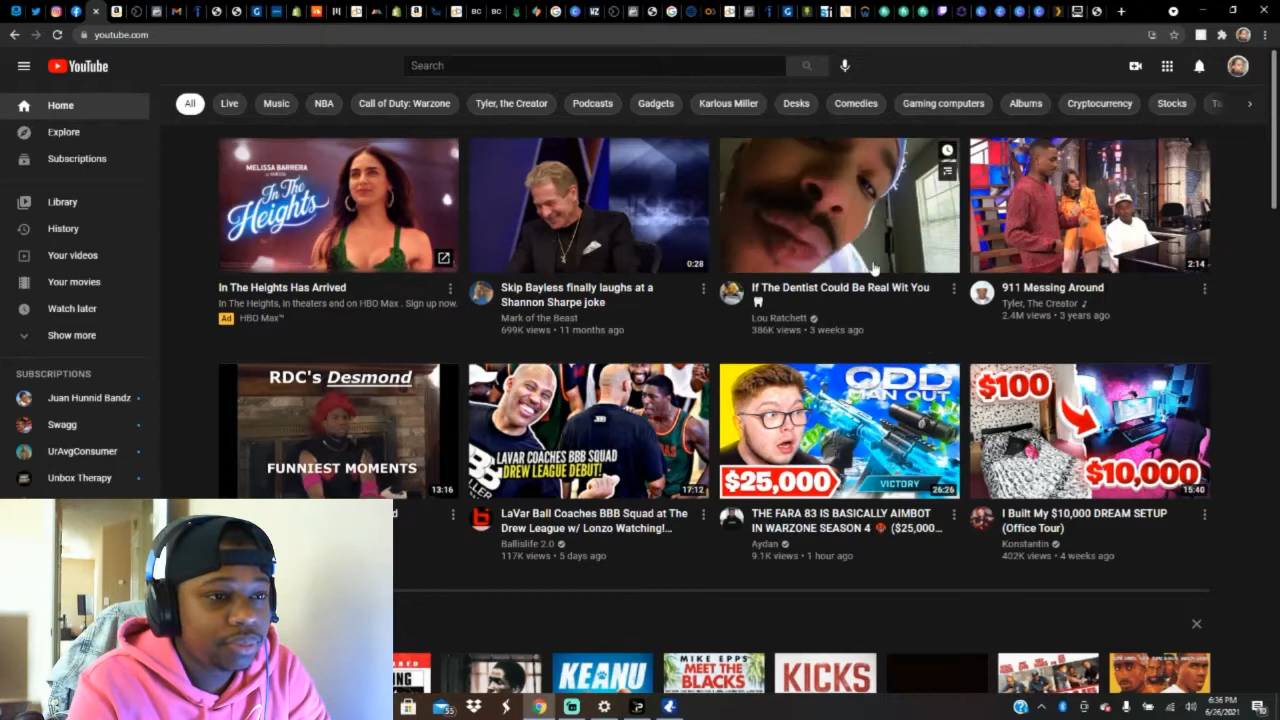 youtube.com
YouTube
Search
All Live Music NBA Call of Duty: Warzone Tyler, the Creator Podcasts Gadgets Karlous Miller Desks Comedies Gaming computers Albums Cryptocurrency Stocks
Home
Explore
Subscriptions
Library
History
Your videos
Your movies
Watch later
Show more
SUBSCRIPTIONS
Juan Hunnid Bandz
Swagg
UrAvgConsumer
Unbox Therapy
MELISSA BARRERA
In The Heights
In The Heights Has Arrived
In The Heights, In theaters and on HBO Max . Sign up now.
Ad HBO Max™
0:28
Skip Bayless finally laughs at a
Shannon Sharpe joke
Mark of the Beast
699K views • 11 months ago
If The Dentist Could Be Real Wit You
🦷
Lou Ratchett
386K views • 3 weeks ago
2:14
911 Messing Around
Tyler, The Creator ♪
2.4M views • 3 years ago
RDC's Desmond
FUNNIEST MOMENTS
13:16
LAVAR COACHES BBB SQUAD
DREW LEAGUE DEBUT!
17:12
LaVar Ball Coaches BBB Squad at The
Drew League w/ Lonzo Watching!...
Ballislife 2.0
117K views • 5 days ago
ODD
MAN OUT
$25,000
VICTORY
26:26
THE FARA 83 IS BASICALLY AIMBOT
IN WARZONE SEASON 4 ($25,000...
Aydan
9.1K views • 1 hour ago
$100
$10,000
15:40
I Built My $10,000 DREAM SETUP
(Office Tour)
Konstantin
402K views • 4 weeks ago
KEANU
MIKE EPPS
MEET THE
BLACKS
KICKS
6:36 PM
6/26/2021